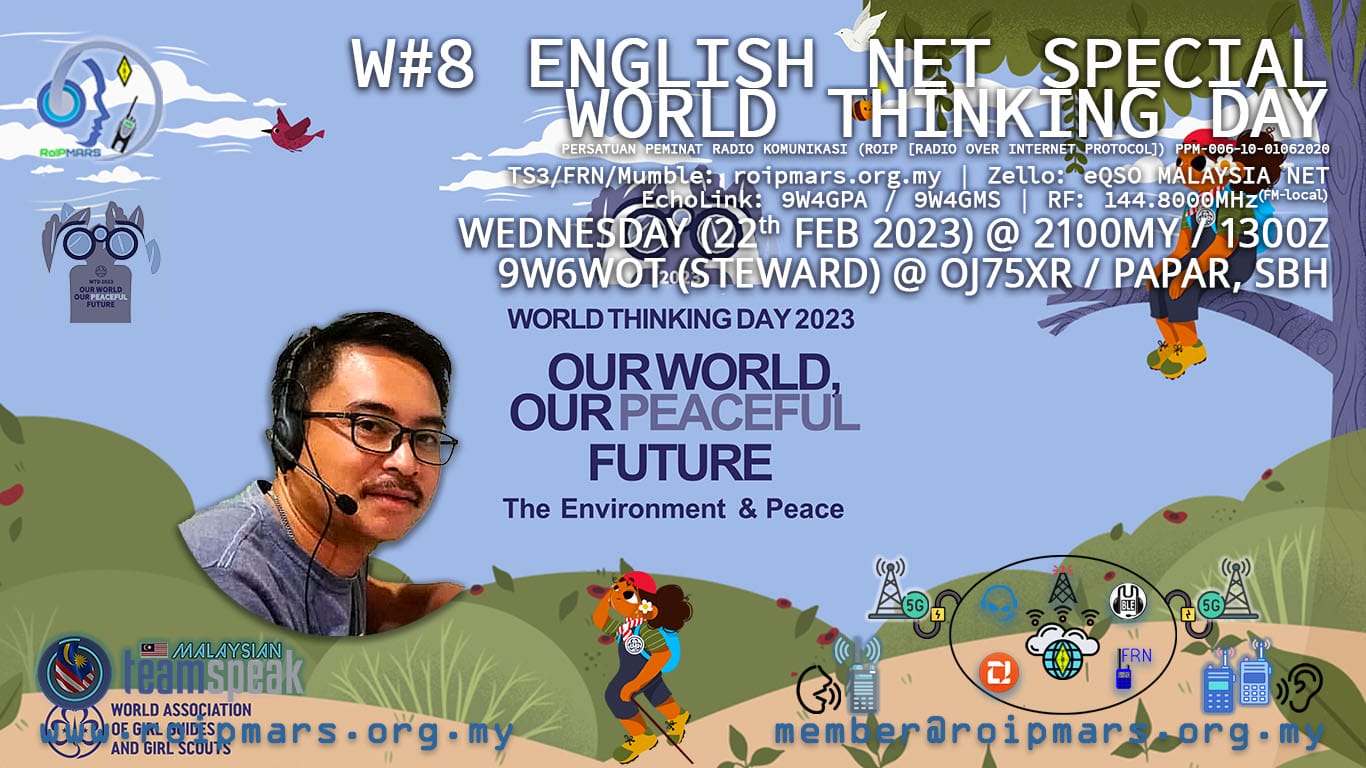 W#8 ENGLISH NET SPECIAL
WORLD THINKING DAY
PERSATUAN PEMINAT RADIO KOMUNIKASI (ROIP [RADIO OVER INTERNET PROTOCOL]) PPM-006-10-01062020
TS3/FRN/Mumble: roipmars.org.my | Zello: eQSO MALAYSIA NET
EchoLink: 9W4GPA / 9W4GMS | RF: 144.8000MHz(FM-local)
WEDNESDAY (22th FEB 2023) @ 2100MY / 1300Z
9W6WOT (STEWARD) @ OJ75XR / PAPAR, SBH
RoIPMARS
WTD 2023
OUR WORLD
OUR PEACEFUL
FUTURE
2023
WORLD THINKING DAY 2023
OUR WORLD,
OUR PEACEFUL
FUTURE
The Environment & Peace
5G
5G
BLE
FRN
MALAYSIAN
teamspeak
WORLD ASSOCIATION
OF GIRL GUIDES
AND GIRL SCOUTS
www.roipmars.org.my
member@roipmars.org.my